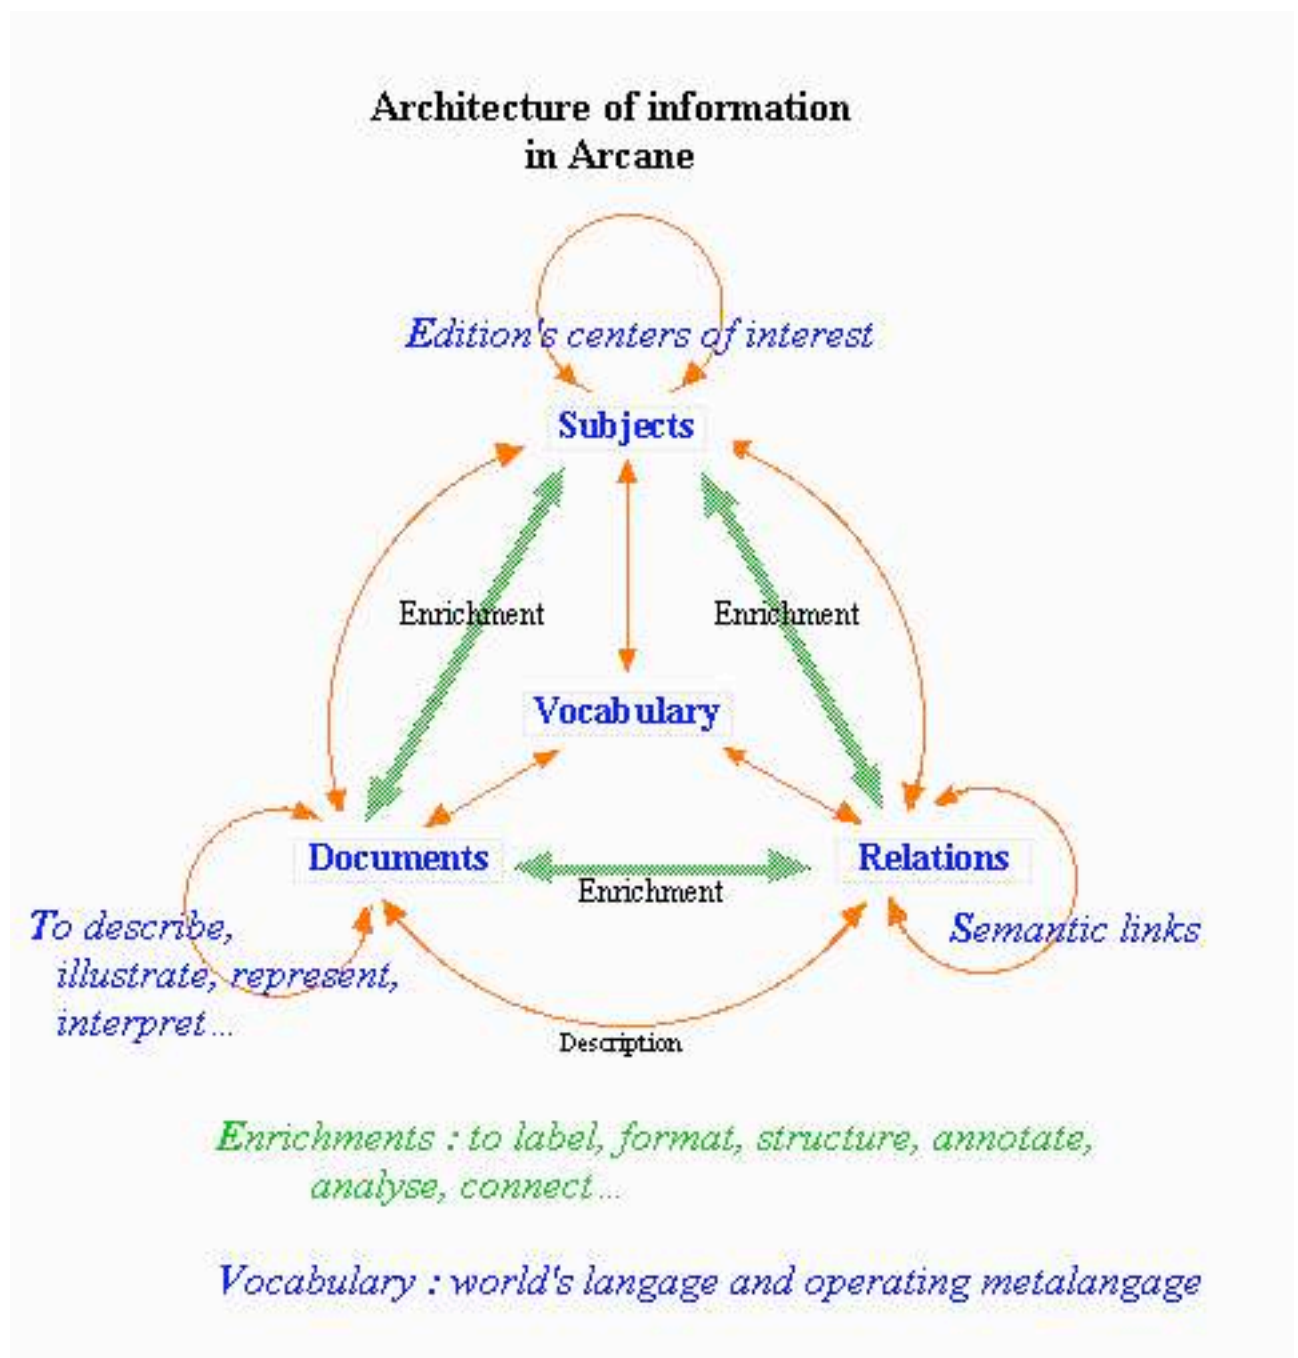 Architecture of information
in Arcane
Edition's centers of interest
Subjects
Enrichment
Enrichment
Vocabulary
Documents
Relations
Enrichment
To describe,
illustrate, represent,
interpret...
Semantic links
Description
Enrichments : to label, format, structure, annotate,
analyse, connect...
Vocabulary : world's langage and operating metalangage